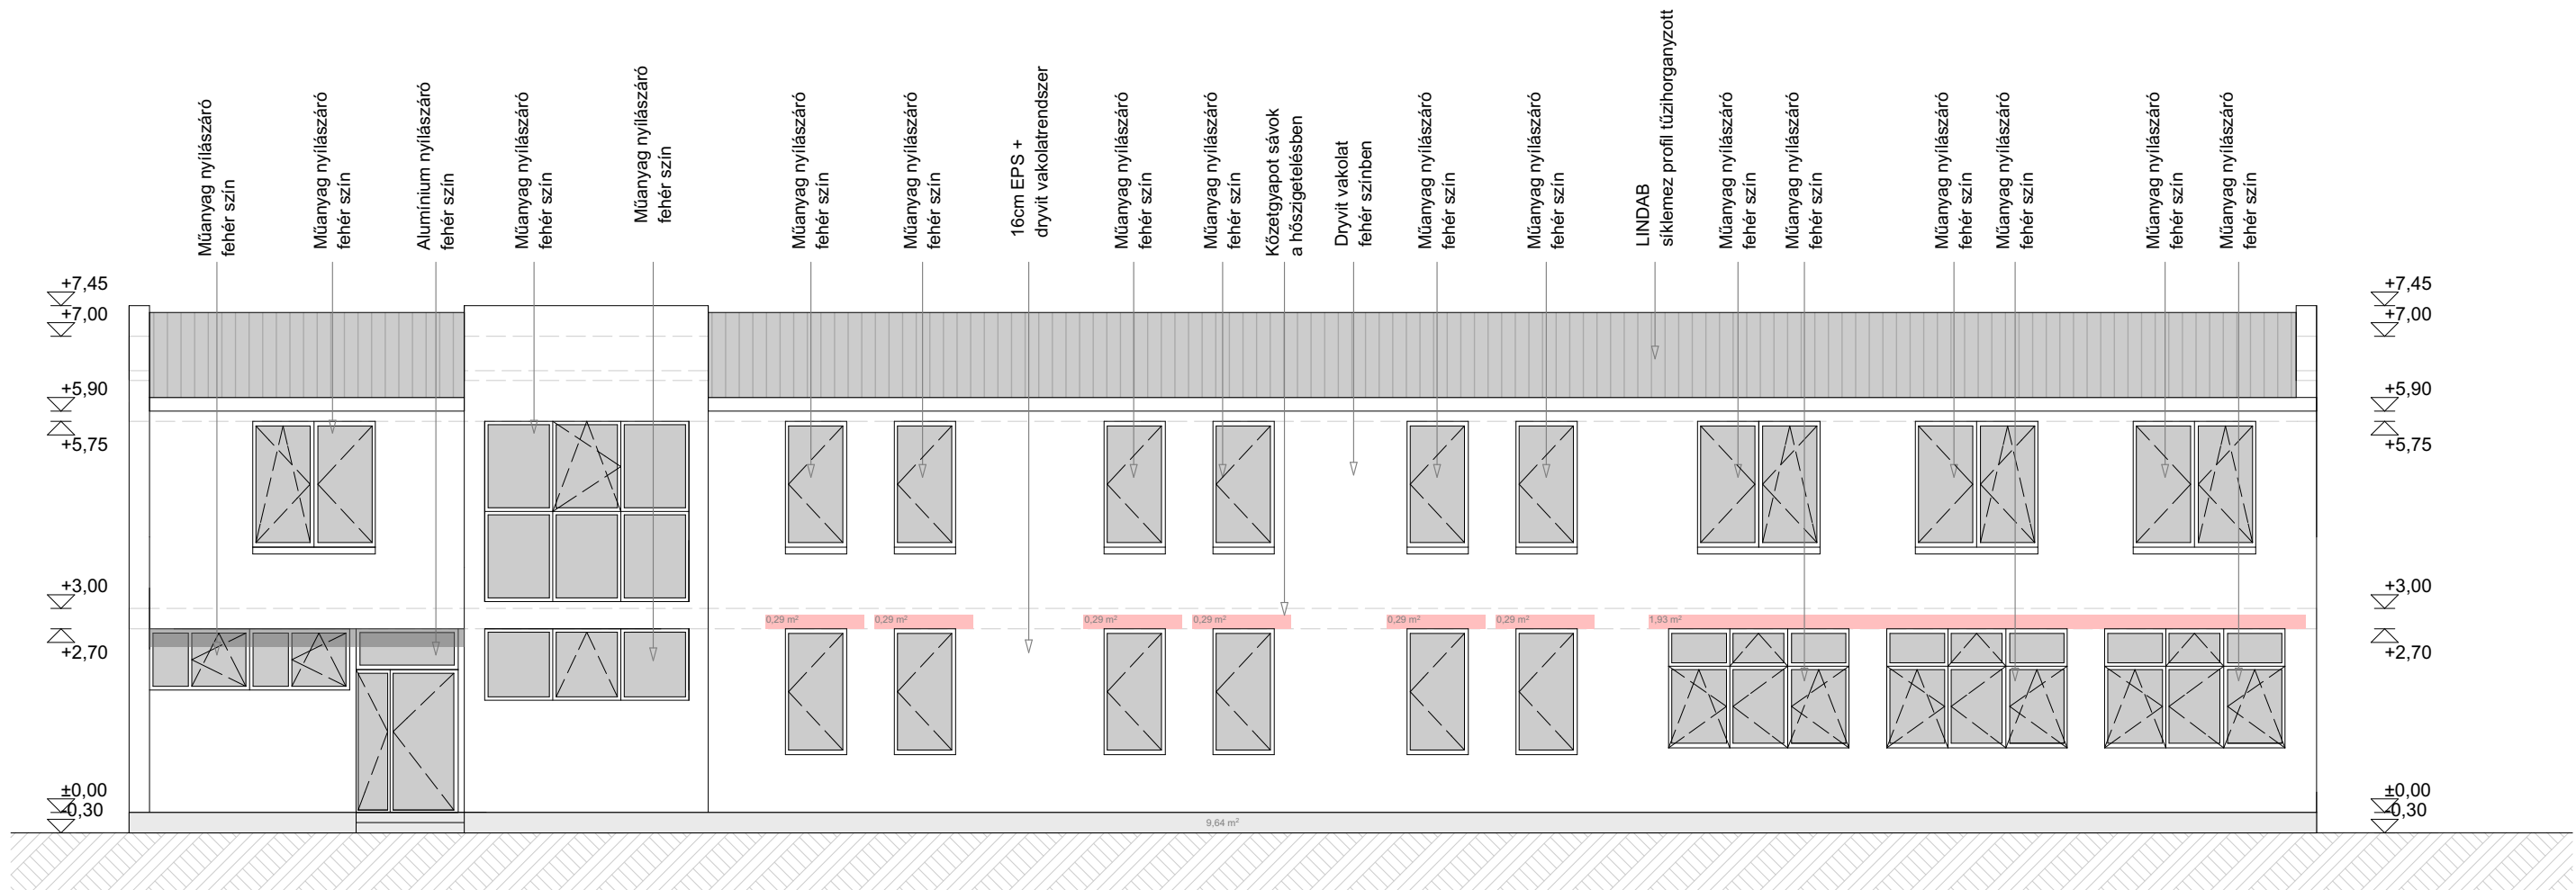 Műanyag nyílászáró
fehér szín
Műanyag nyílászáró
fehér szín
Alumínium nyílászáró
fehér szín
Műanyag nyílászáró
fehér szín
Műanyag nyílászáró
fehér szín
Műanyag nyílászáró
fehér szín
Műanyag nyílászáró
fehér szín
16cm EPS +
dryvit vakolatrendszer
Műanyag nyílászáró
fehér szín
Műanyag nyílászáró
fehér szín
Kőzetgyapot sávok
a hőszigetelésben
Dryvit vakolat
fehér színben
Műanyag nyílászáró
fehér szín
Műanyag nyílászáró
fehér szín
LINDAB
síklemez profil tűzihorganyzott
Műanyag nyílászáró
fehér szín
Műanyag nyílászáró
fehér szín
Műanyag nyílászáró
fehér szín
Műanyag nyílászáró
fehér szín
Műanyag nyílászáró
fehér szín
Műanyag nyílászáró
fehér szín
+7,45
+7,00
+5,90
+5,75
+3,00
+2,70
±0,00
-0,30
+7,45
+7,00
+5,90
+5,75
+3,00
+2,70
±0,00
-0,30
0,29 m²
0,29 m²
0,29 m²
0,29 m²
0,29 m²
0,29 m²
1,93 m²
9,64 m²